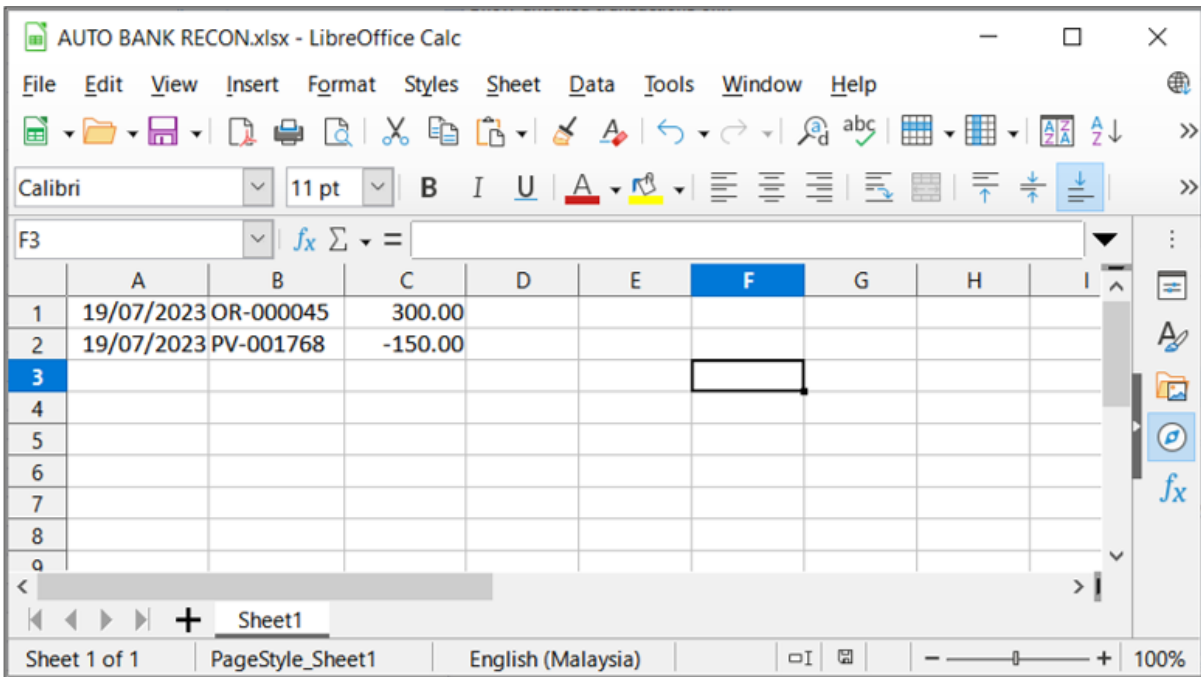 AUTO BANK RECON.xlsx - LibreOffice Calc
File Edit View Insert Format Styles Sheet Data Tools Window Help
Calibri 11 pt B I U A
F3 fx Σ =
A B C D E F G H I
1 19/07/2023 OR-000045 300.00
2 19/07/2023 PV-001768 -150.00
3
4
5
6
7
8
9
Sheet1
Sheet 1 of 1 PageStyle_Sheet1 English (Malaysia) 100%